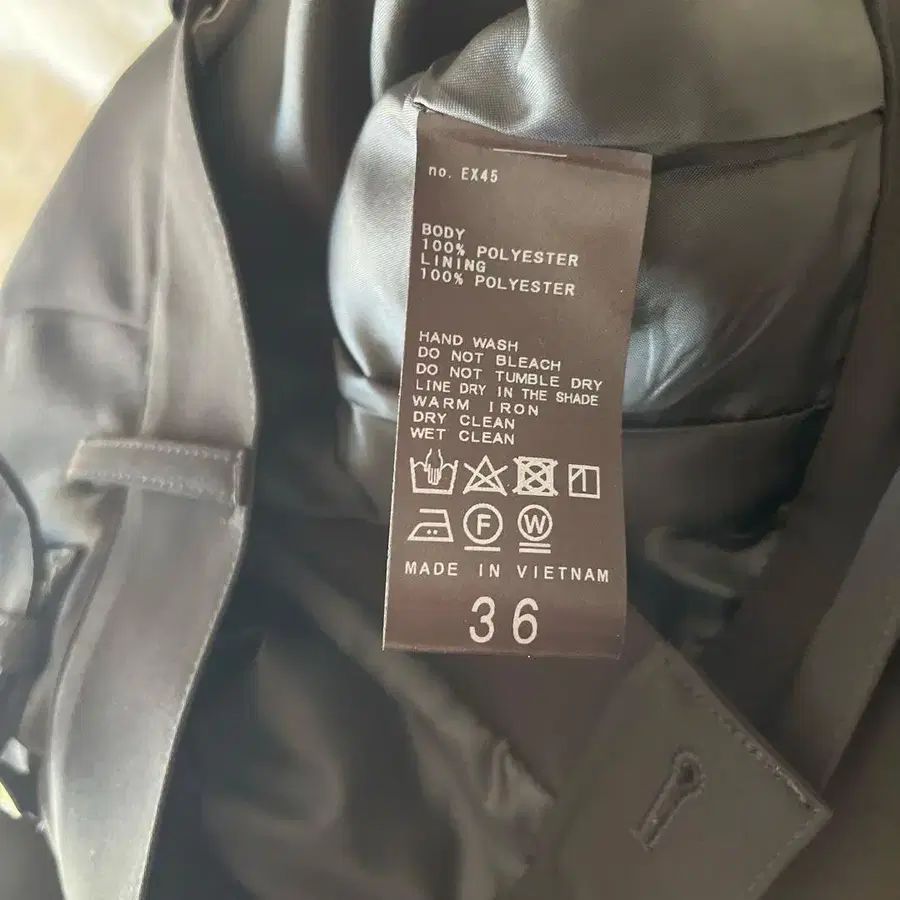 no. EX45
BODY
100% POLYESTER
LINING
100% POLYESTER
HAND WASH
DO NOT BLEACH
DO NOT TUMBLE DRY
LINE DRY IN THE SHADE
WARM IRON
DRY CLEAN
WET CLEAN
F W
MADE IN VIETNAM
36